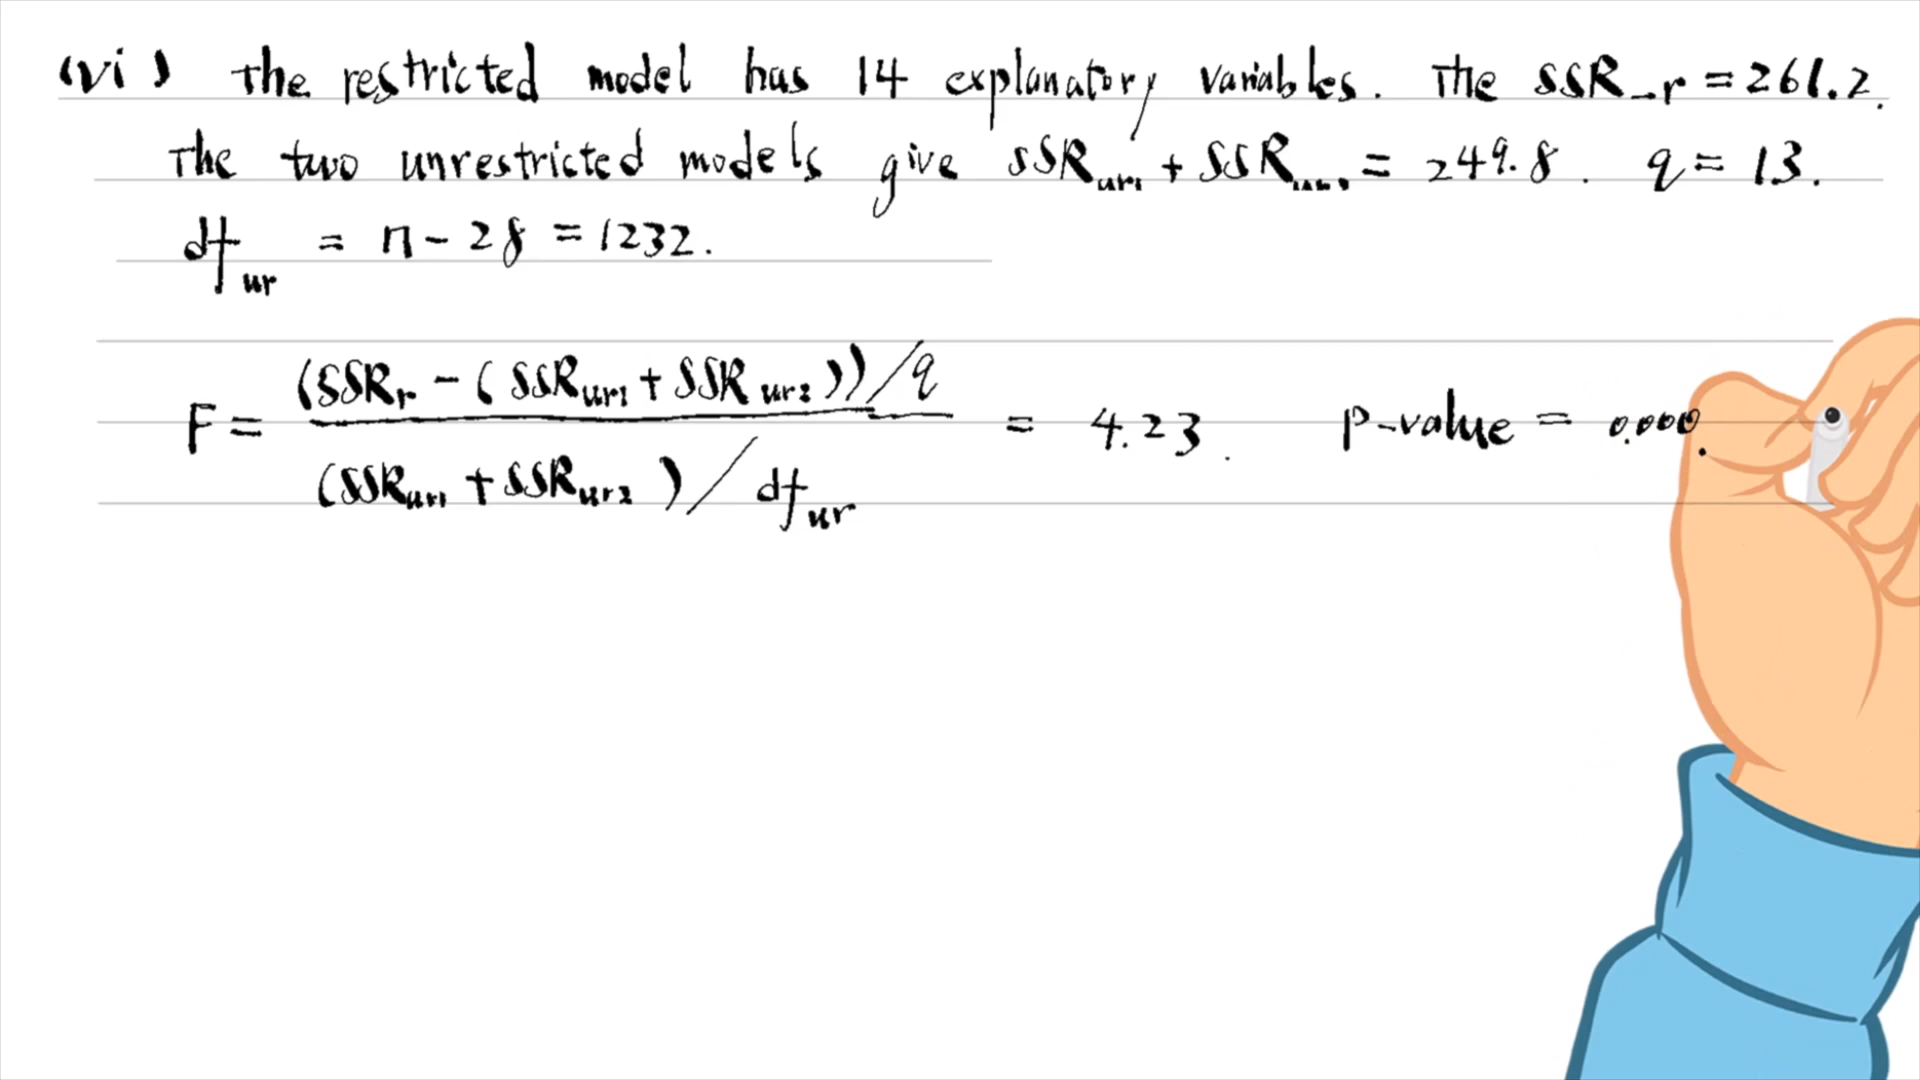 (vi) The restricted model has 14 explanatory variables. The SSR_r = 261.2.
The two unrestricted models give SSR_ur1 + SSR = 249.8. q = 13.
df_ur = n - 28 = 1232.
F = (SSR_r - (SSR_ur1 + SSR_ur2))/q / (SSR_ur1 + SSR_ur2)/df_ur = 4.23. p-value = 0.000.